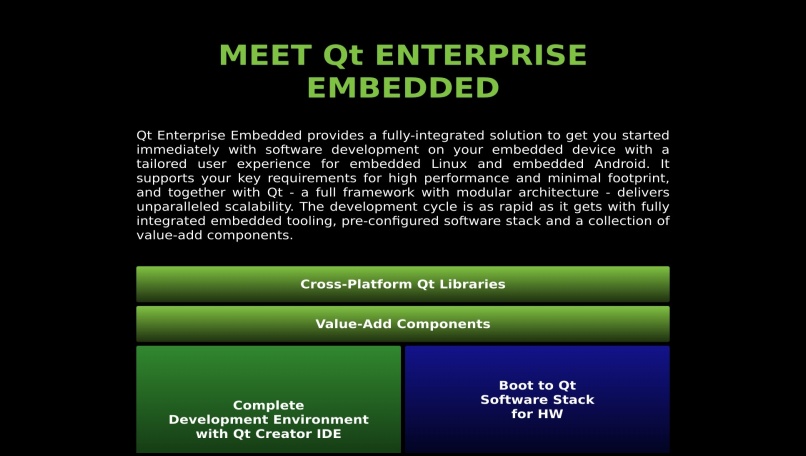 MEET Qt ENTERPRISE
EMBEDDED
Qt Enterprise Embedded provides a fully-integrated solution to get you started
immediately with software development on your embedded device with a
tailored user experience for embedded Linux and embedded Android. It
supports your key requirements for high performance and minimal footprint,
and together with Qt - a full framework with modular architecture - delivers
unparalleled scalability. The development cycle is as rapid as it gets with fully
integrated embedded tooling, pre-configured software stack and a collection of
value-add components.
Cross-Platform Qt Libraries
Value-Add Components
Complete
Development Environment
with Qt Creator IDE
Boot to Qt
Software Stack
for HW